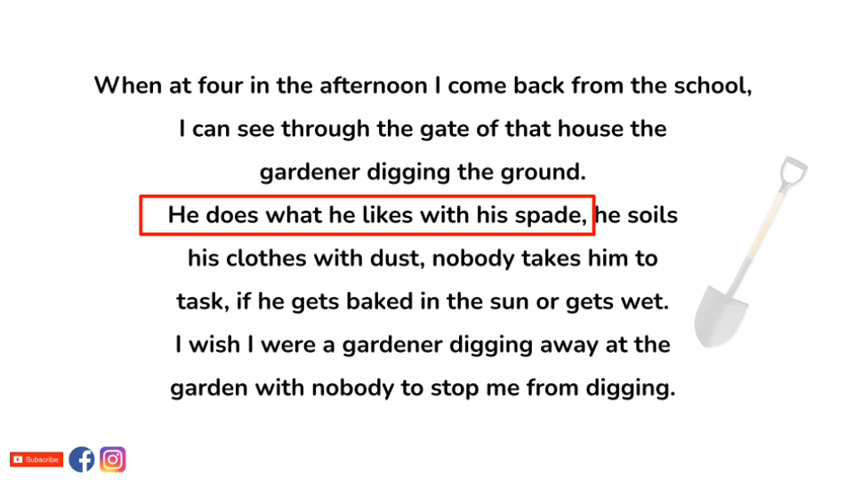 When at four in the afternoon I come back from the school,
I can see through the gate of that house the
gardener digging the ground.
He does what he likes with his spade, he soils
his clothes with dust, nobody takes him to
task, if he gets baked in the sun or gets wet.
I wish I were a gardener digging away at the
garden with nobody to stop me from digging.
Subscribe